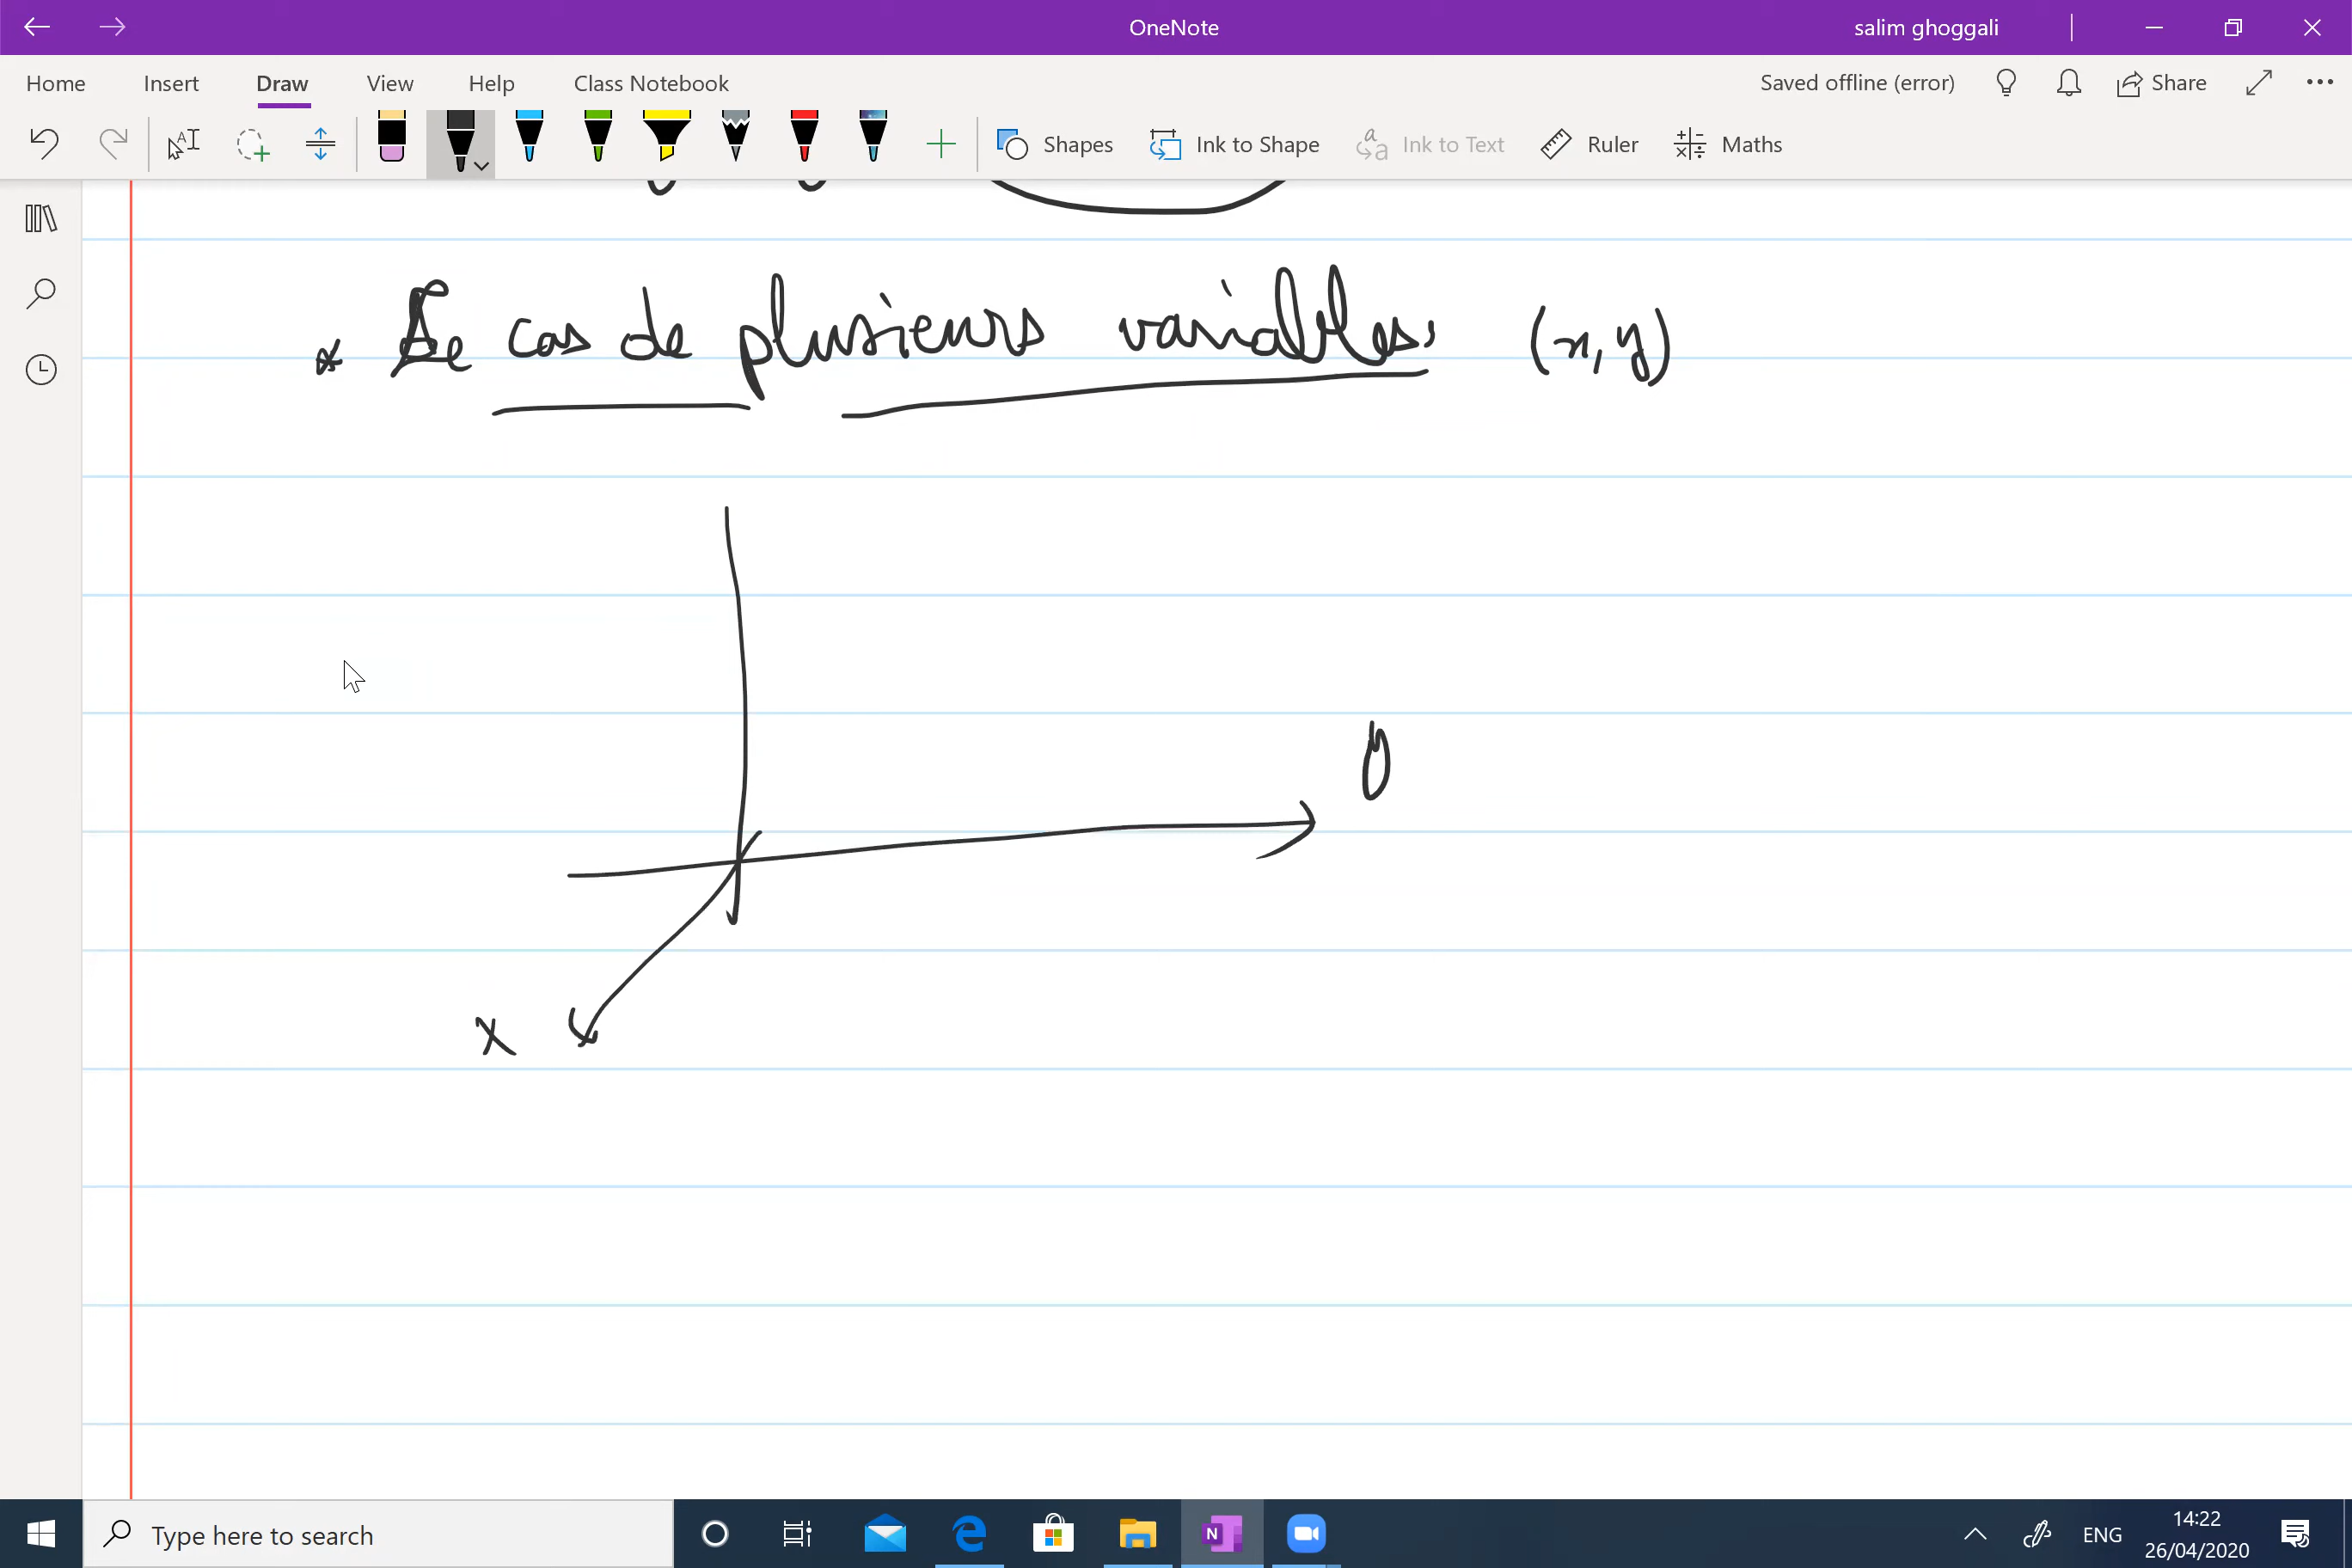 OneNote
salim ghoggali
Home Insert Draw View Help Class Notebook
Saved offline (error) Share
Shapes Ink to Shape Ink to Text Ruler Maths
* Le cas de plusieurs variables (x, y)
y
x
Type here to search
ENG
14:22
26/04/2020